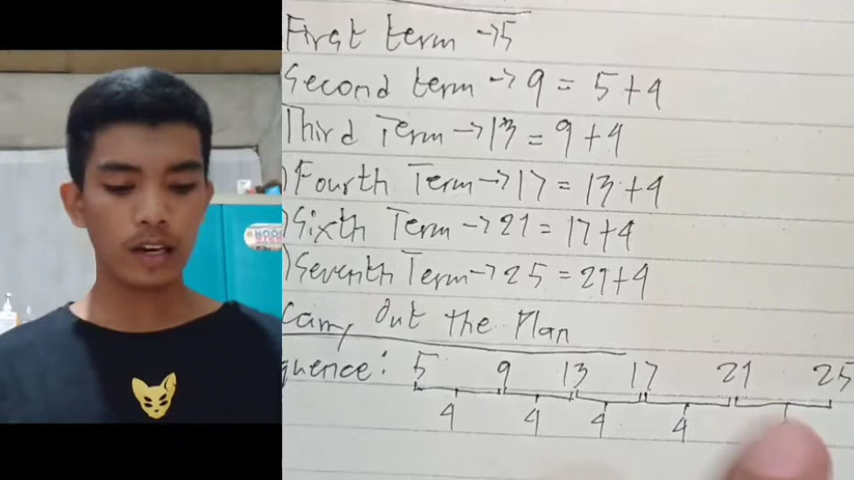 First term → 5
Second term → 9 = 5+4
Third Term → 13 = 9+4
) Fourth Term → 17 = 13+4
) Sixth Term → 21 = 17+4
) Seventh Term → 25 = 21+4
Carry Out the Plan
quence: 5 9 13 17 21 25
4 4 4 4